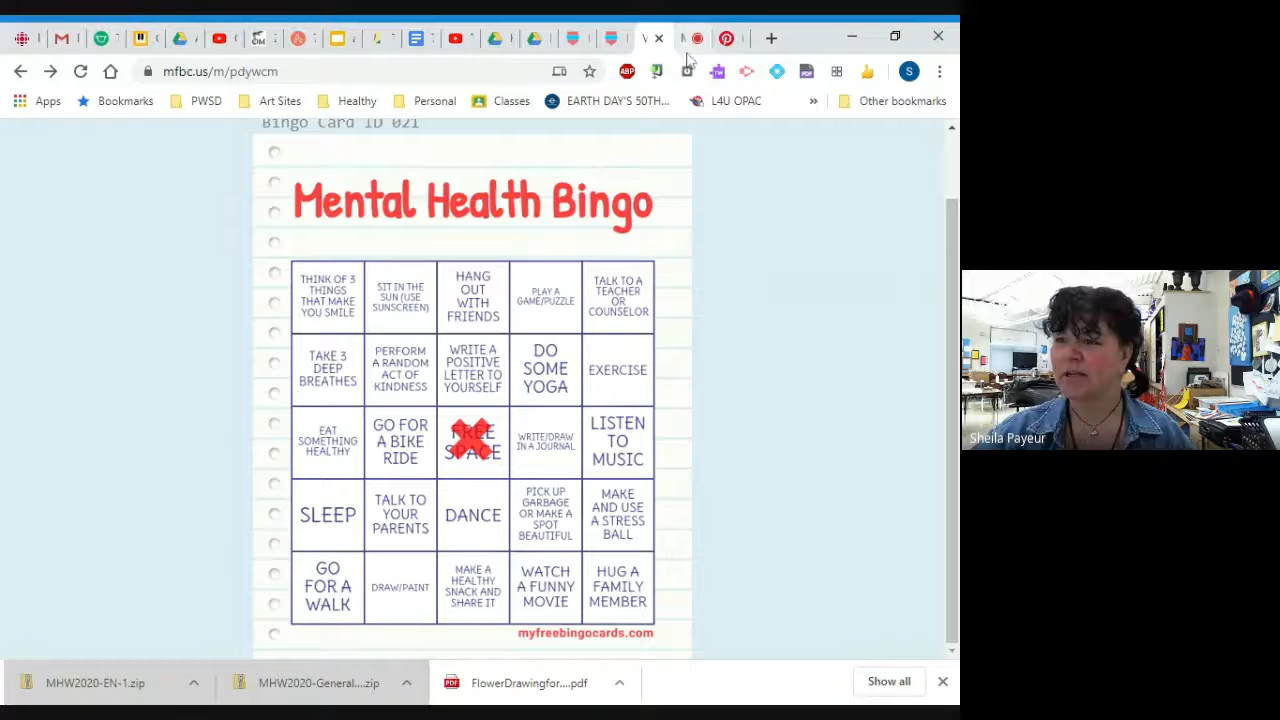 mfbc.us/m/pdywcm
ABP
S
Apps
Bookmarks
PWSD
Art Sites
Healthy
Personal
Classes
EARTH DAY'S 50TH...
L4U OPAC
»
Other bookmarks
Bingo Card ID 021
Mental Health Bingo
THINK OF 3
THINGS
THAT MAKE
YOU SMILE
SIT IN THE
SUN (USE
SUNSCREEN)
HANG
OUT
WITH
FRIENDS
PLAY A
GAME/PUZZLE
TALK TO A
TEACHER
OR
COUNSELOR
TAKE 3
DEEP
BREATHES
PERFORM
A RANDOM
ACT OF
KINDNESS
WRITE A
POSITIVE
LETTER TO
YOURSELF
DO
SOME
YOGA
EXERCISE
EAT
SOMETHING
HEALTHY
GO FOR
A BIKE
RIDE
FREE
SPACE
WRITE/DRAW
IN A JOURNAL
LISTEN
TO
MUSIC
SLEEP
TALK TO
YOUR
PARENTS
DANCE
PICK UP
GARBAGE
OR MAKE A
SPOT
BEAUTIFUL
MAKE
AND USE
A STRESS
BALL
GO
FOR A
WALK
DRAW/PAINT
MAKE A
HEALTHY
SNACK AND
SHARE IT
WATCH
A FUNNY
MOVIE
HUG A
FAMILY
MEMBER
myfreebingocards.com
Sheila Payeur
MHW2020-EN-1.zip
MHW2020-General....zip
FlowerDrawingfor....pdf
Show all